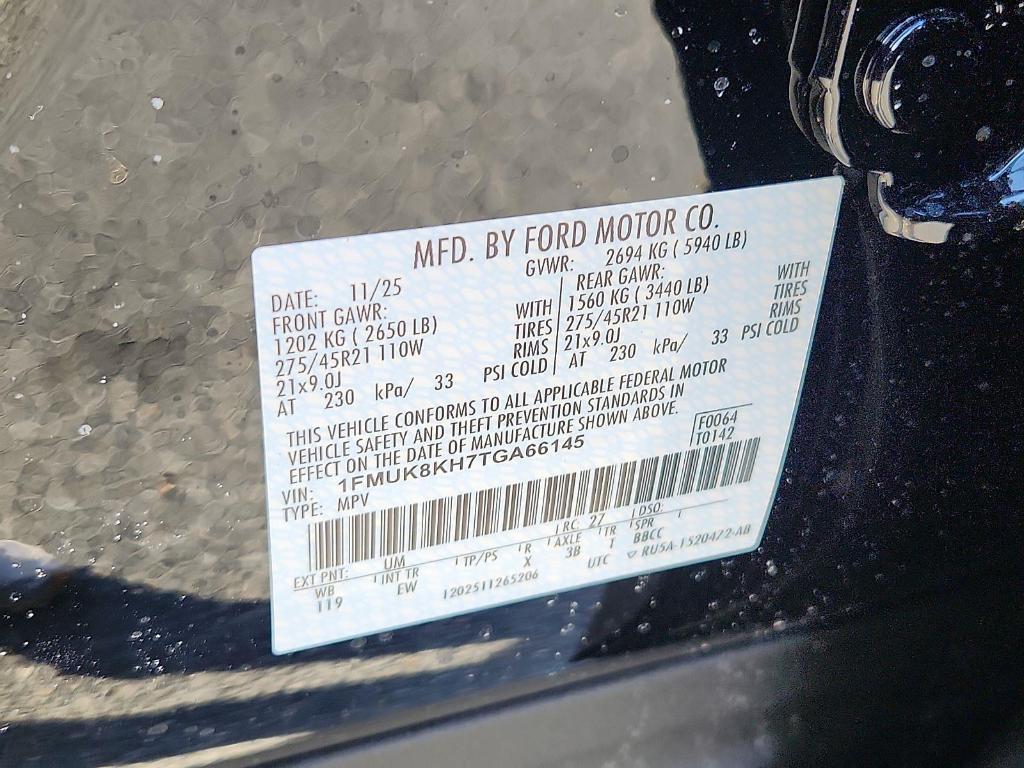 MFD. BY FORD MOTOR CO.
DATE: 11/25 GVWR: 2694 KG ( 5940 LB)
FRONT GAWR: REAR GAWR:
1202 KG ( 2650 LB) WITH 1560 KG ( 3440 LB) WITH
275/45R21 110W TIRES 275/45R21 110W TIRES
21x9.0J RIMS 21x9.0J RIMS
AT 230 kPa/ 33 PSI COLD AT 230 kPa/ 33 PSI COLD
THIS VEHICLE CONFORMS TO ALL APPLICABLE FEDERAL MOTOR
VEHICLE SAFETY AND THEFT PREVENTION STANDARDS IN
EFFECT ON THE DATE OF MANUFACTURE SHOWN ABOVE.
VIN: 1FMUK8KH7TGA66145 F0064
TYPE: MPV T0142
EXT PNT: UM RC: 27 DSO:
WB INT TR TP/PS R AXLE TR SPR
119 EW X 3B T BBCC
1202511265206 UTC ▽ RU5A-1520472-AB